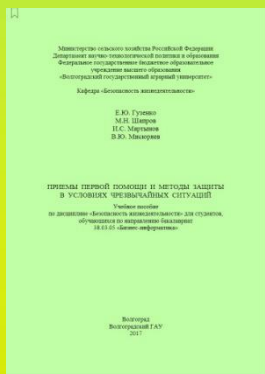 Министерство сельского хозяйства Российской Федерации
Департамент научно-технологической политики и образования
Федеральное государственное бюджетное образовательное
учреждение высшего образования
«Волгоградский государственный аграрный университет»
Кафедра «Безопасность жизнедеятельности»
Е.Ю. Гузенко
М.Н. Шапров
И.С. Мартынов
В.Ю. Мисюряев
ПРИЕМЫ ПЕРВОЙ ПОМОЩИ И МЕТОДЫ ЗАЩИТЫ
В УСЛОВИЯХ ЧРЕЗВЫЧАЙНЫХ СИТУАЦИЙ
Учебное пособие
по дисциплине «Безопасность жизнедеятельности» для студентов,
обучающихся по направлению бакалавриат
38.03.05 «Бизнес-информатика»
Волгоград
Волгоградский ГАУ
2017